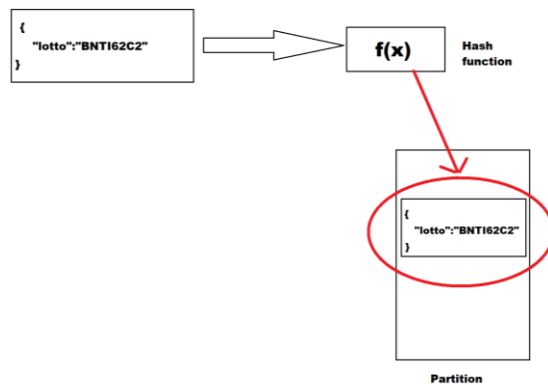 {
"lotto":"BNTI62C2"
}
f(x)
Hash
function
{
"lotto":"BNTI62C2"
}
Partition